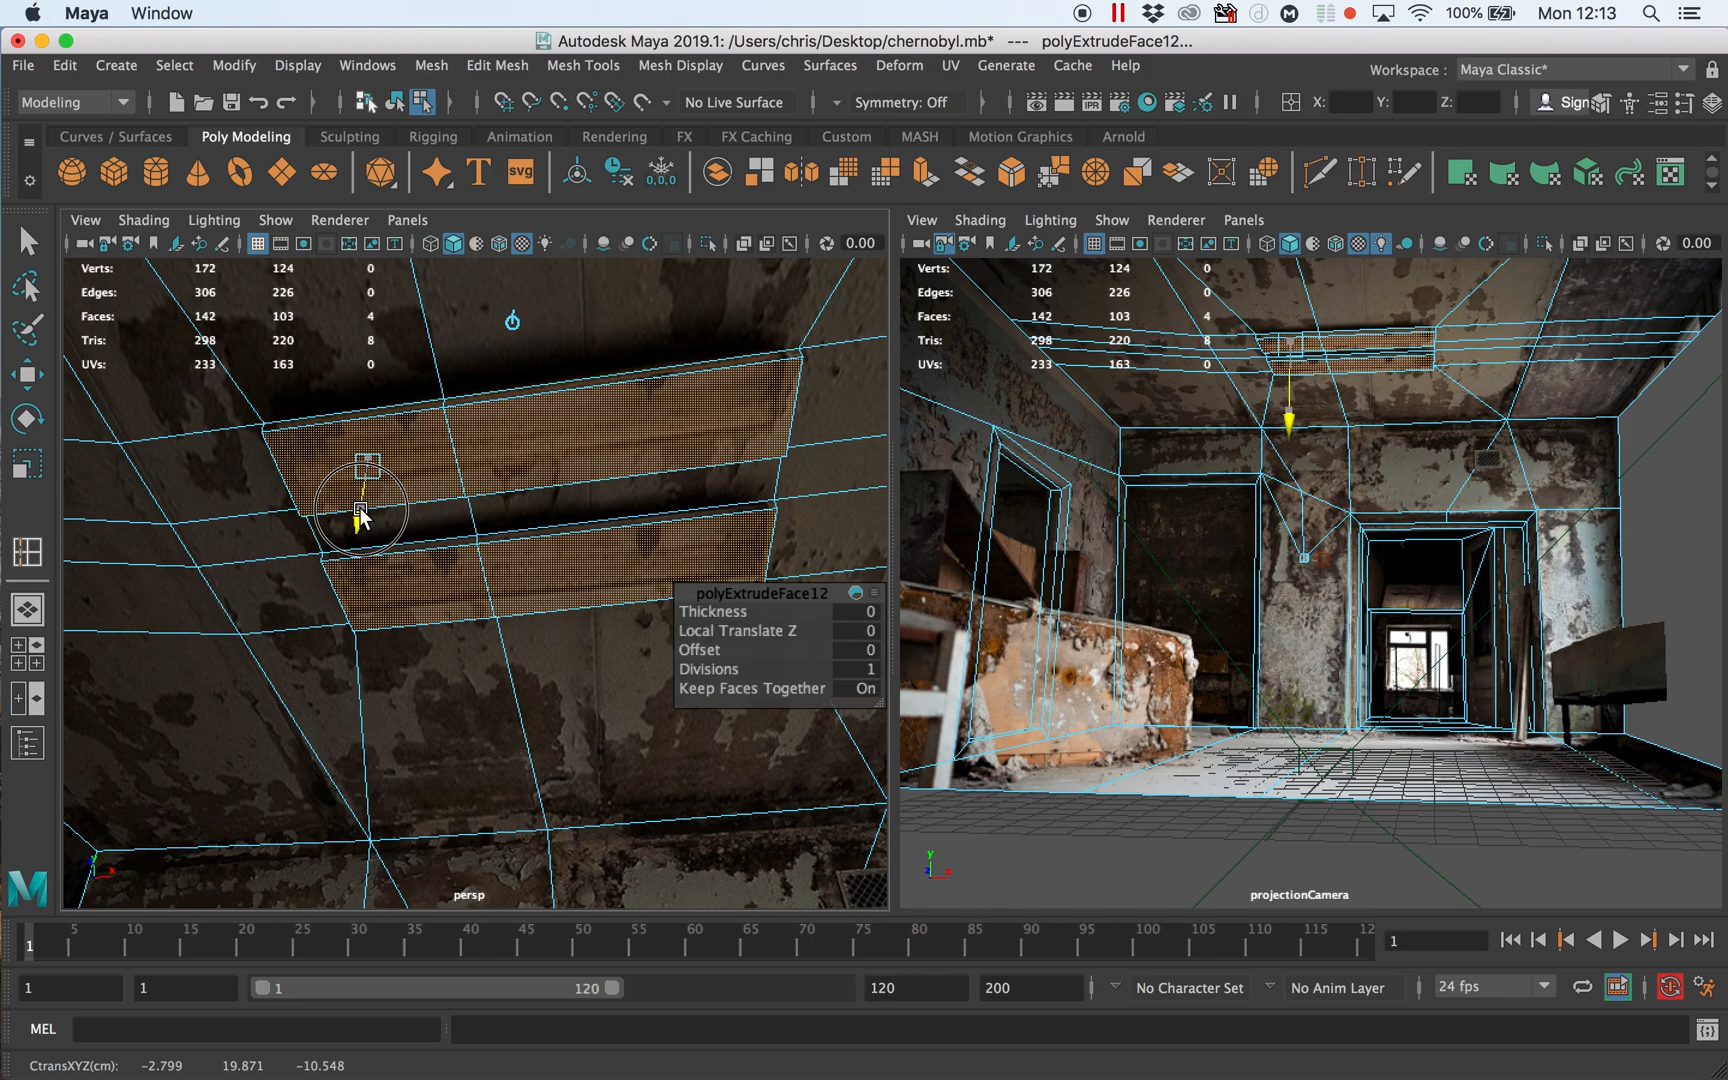 Maya Window 100% Mon 12:13
Autodesk Maya 2019.1: /Users/chris/Desktop/chernobyl.mb* --- polyExtrudeFace12...
File Edit Create Select Modify Display Windows Mesh Edit Mesh Mesh Tools Mesh Display Curves Surfaces Deform UV Generate Cache Help Workspace : Maya Classic*
Modeling No Live Surface Symmetry: Off IPR X: Y: Z: Sign
Curves / Surfaces Poly Modeling Sculpting Rigging Animation Rendering FX FX Caching Custom MASH Motion Graphics Arnold
T svg 0,0,0
View Shading Lighting Show Renderer Panels
0.00
Verts: 172 124 0
Edges: 306 226 0
Faces: 142 103 4
Tris: 298 220 8
UVs: 233 163 0
polyExtrudeFace12
Thickness 0
Local Translate Z 0
Offset 0
Divisions 1
Keep Faces Together On
y x
persp
View Shading Lighting Show Renderer Panels
0.00
Verts: 172 124 0
Edges: 306 226 0
Faces: 142 103 4
Tris: 298 220 8
UVs: 233 163 0
y
projectionCamera
1 5 10 15 20 25 30 35 40 45 50 55 60 65 70 75 80 85 90 95 100 105 110 115 12 1
1 1 1 120 120 200 No Character Set No Anim Layer 24 fps
MEL
CtransXYZ(cm): -2.799 19.871 -10.548